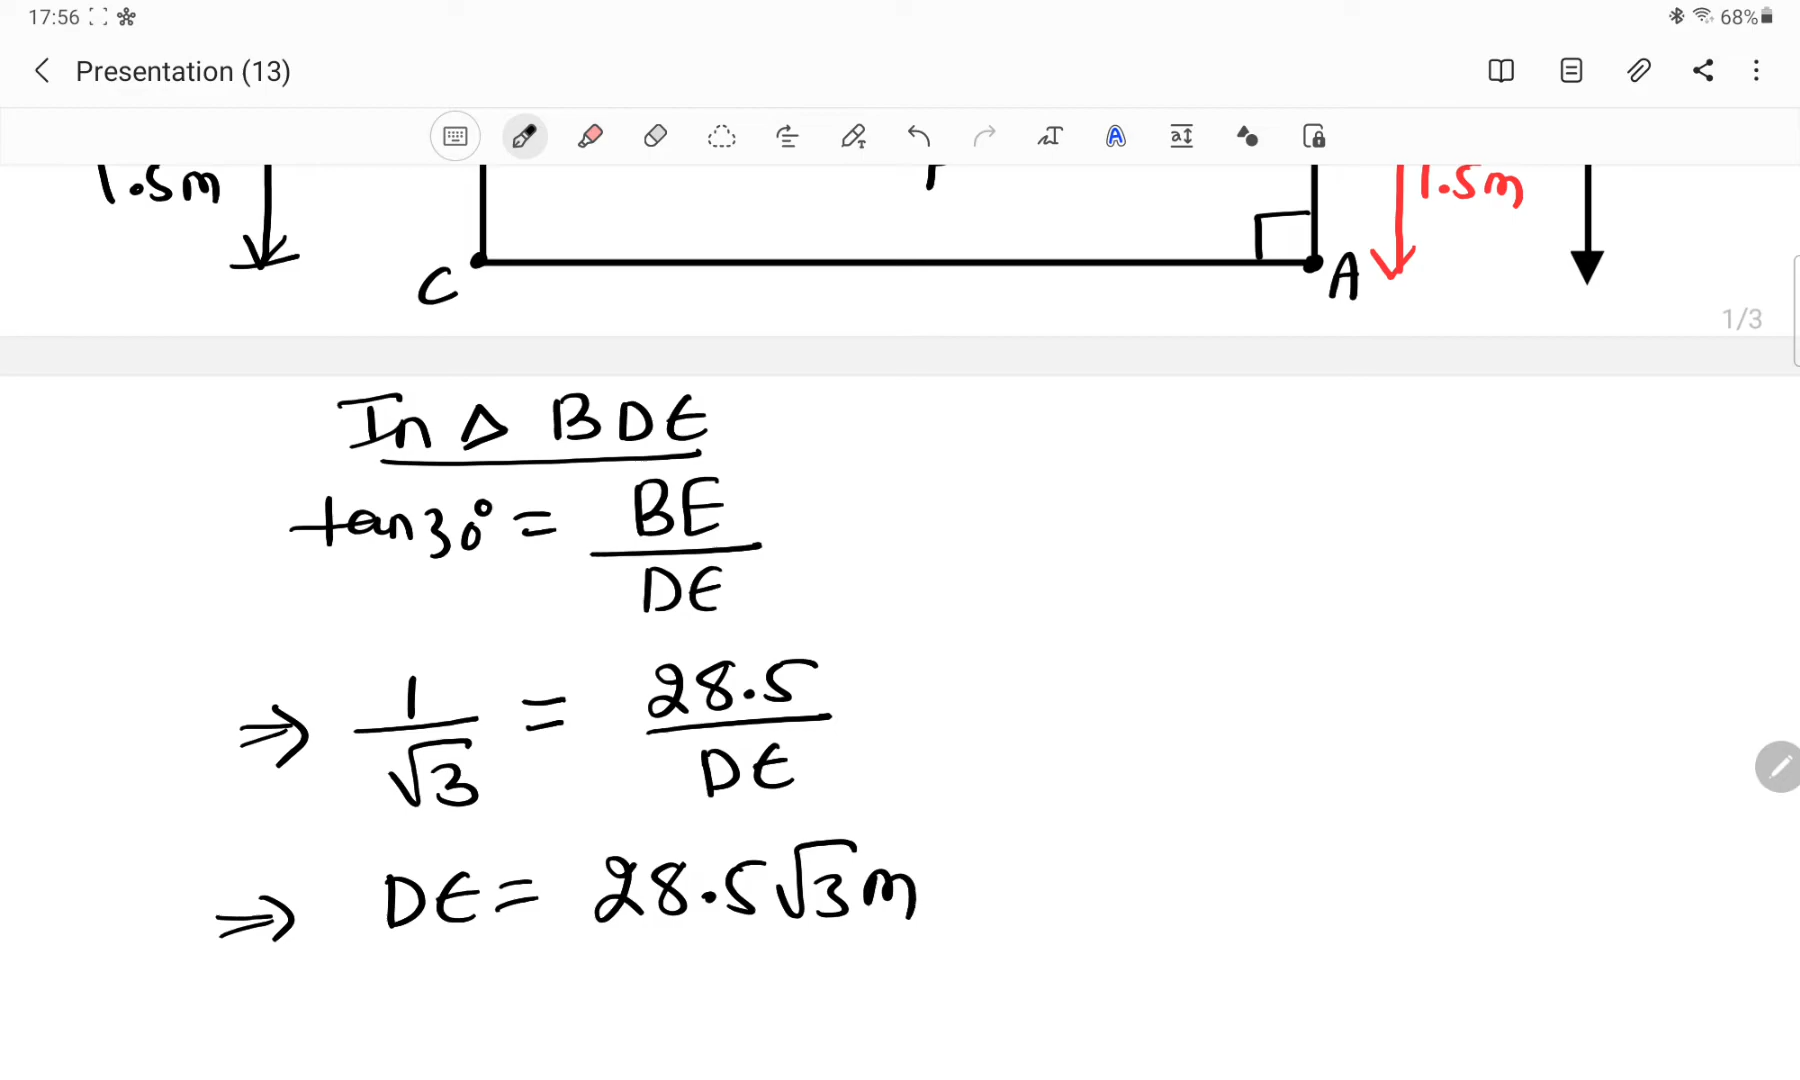 17:56 68%
Presentation (13)
1.5m 1.5m
C A
1/3
In △ BDE
tan30° = BE/DE
⇒ 1/√3 = 28.5/DE
⇒ DE = 28.5√3m